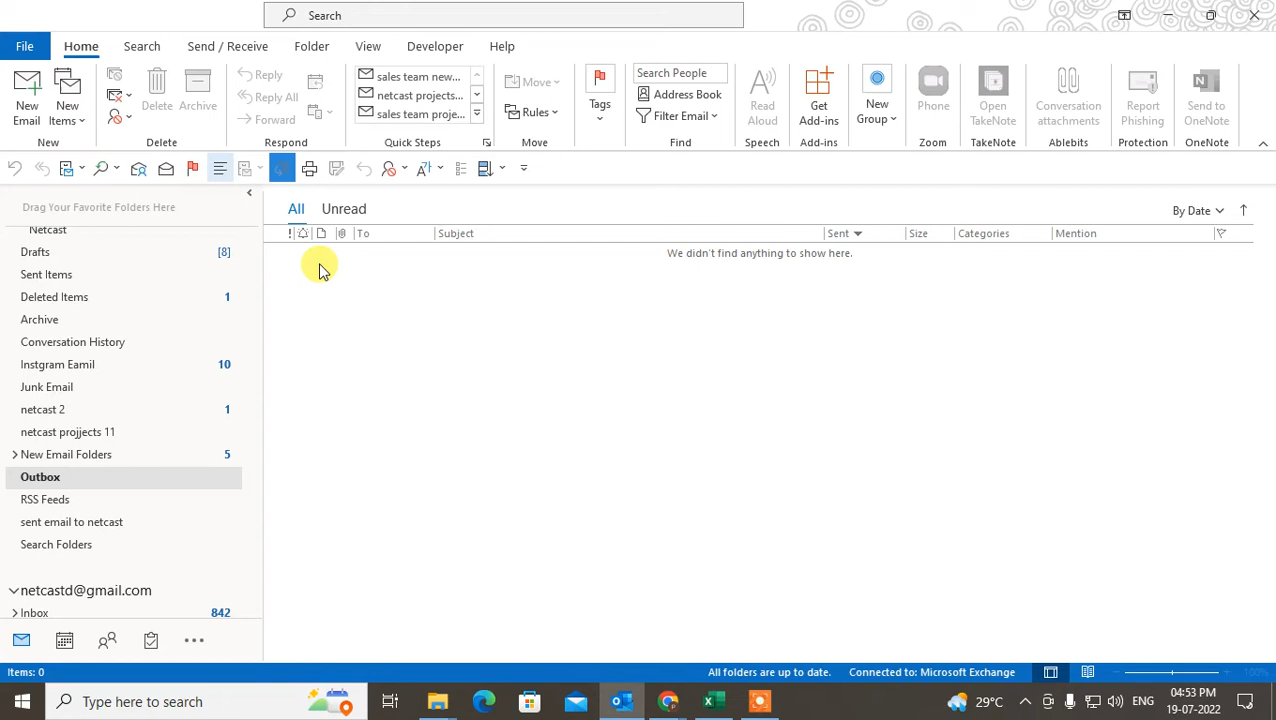 Search
File Home Search Send / Receive Folder View Developer Help
New Email
New Items
Delete
Archive
Reply
Reply All
Forward
sales team new...
netcast projects...
sales team proje...
Move
Rules
Tags
Search People
Address Book
Filter Email
Read Aloud
Get Add-ins
New Group
Phone
Open TakeNote
Conversation attachments
Report Phishing
Send to OneNote
New Delete Respond Quick Steps Move Find Speech Add-ins Zoom TakeNote Ablebits Protection OneNote
Drag Your Favorite Folders Here
Netcast
Drafts [8]
Sent Items
Deleted Items 1
Archive
Conversation History
Instgram Eamil 10
Junk Email
netcast 2 1
netcast projjects 11
New Email Folders 5
Outbox
RSS Feeds
sent email to netcast
Search Folders
netcastd@gmail.com
Inbox 842
All Unread
By Date
! To Subject Sent Size Categories Mention
We didn't find anything to show here.
Items: 0
All folders are up to date. Connected to: Microsoft Exchange 100%
Type here to search
29°C
ENG
04:53 PM
19-07-2022